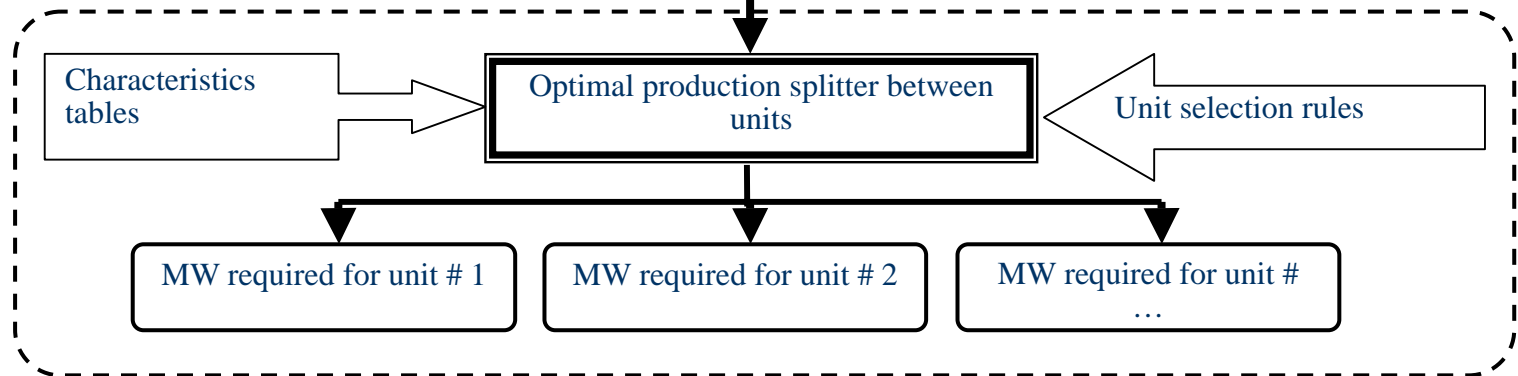 Characteristics
tables
Optimal production splitter between
units
Unit selection rules
MW required for unit # 1
MW required for unit # 2
MW required for unit #
…